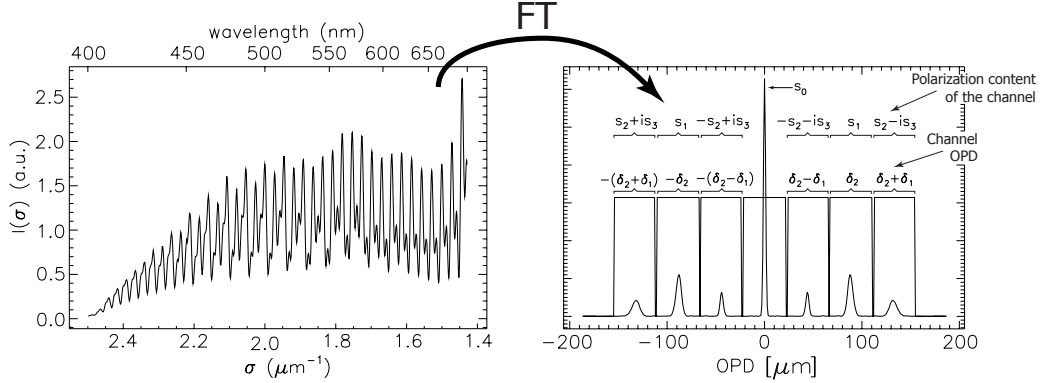 FT
wavelength (nm)
400 450 500 550 600 650
I(σ) (a.u.)
2.5
2.0
1.5
1.0
0.5
0.0
2.4 2.2 2.0 1.8 1.6 1.4
σ (μm⁻¹)
Polarization content
of the channel
s₀
s₂+is₃ s₁ −s₂+is₃ −s₂−is₃ s₁ s₂−is₃
Channel
OPD
−(δ₂+δ₁) −δ₂ −(δ₂−δ₁) δ₂−δ₁ δ₂ δ₂+δ₁
−200 −100 0 100 200
OPD [μm]